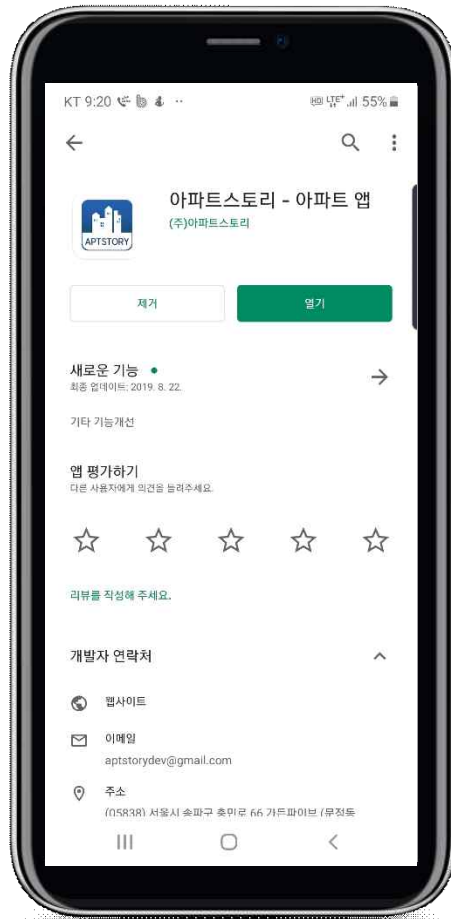 KT 9:20
HD LTE+ 55%
아파트스토리 - 아파트 앱
(주)아파트스토리
APTSTORY
제거
열기
새로운 기능
최종 업데이트: 2019. 8. 22.
기타 기능개선
앱 평가하기
다른 사용자에게 의견을 들려주세요.
리뷰를 작성해 주세요.
개발자 연락처
웹사이트
이메일
aptstorydev@gmail.com
주소
(05838) 서울시 송파구 충민로 66 가든파이브 (문정동